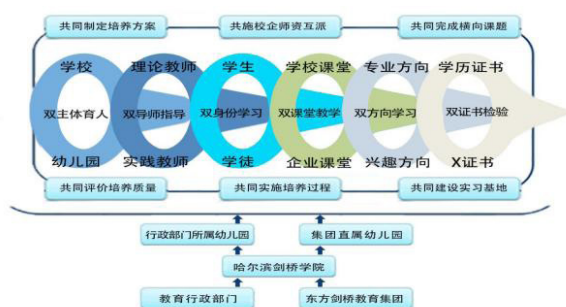 共同制定培养方案 共施校企师资互派 共同完成横向课题
学校 理论教师 学生 学校课堂 专业方向 学历证书
双主体育人 双导师指导 双身份学习 双课堂教学 双方向学习 双证书检验
幼儿园 实践教师 学徒 企业课堂 兴趣方向 X证书
共同评价培养质量 共同实施培养过程 共同建设实习基地
行政部门所属幼儿园 集团直属幼儿园
哈尔滨剑桥学院
教育行政部门 东方剑桥教育集团